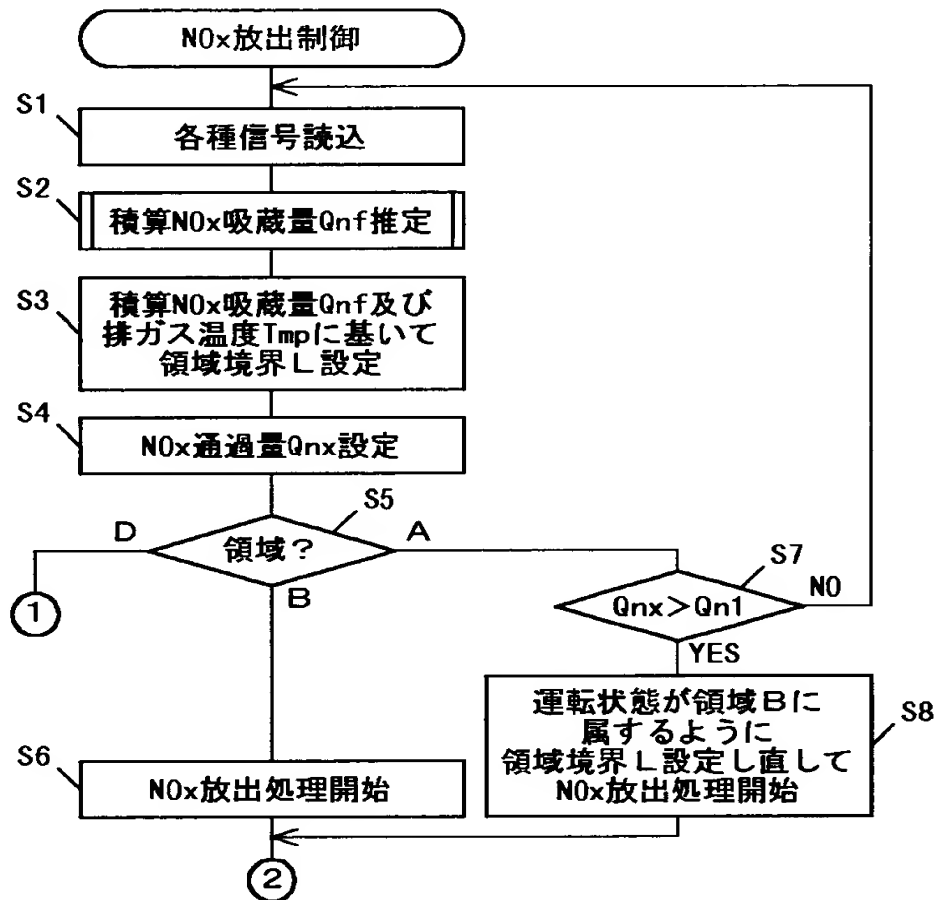 NOx放出制御
S1
各種信号読込
S2
積算NOx吸蔵量Qnf推定
S3
積算NOx吸蔵量Qnf及び
排ガス温度Tmpに基いて
領域境界L設定
S4
NOx通過量Qnx設定
S5
D
領域?
A
B
1
S7
Qnx>Qn1
NO
YES
S8
運転状態が領域Bに
属するように
領域境界L設定し直して
NOx放出処理開始
S6
NOx放出処理開始
2